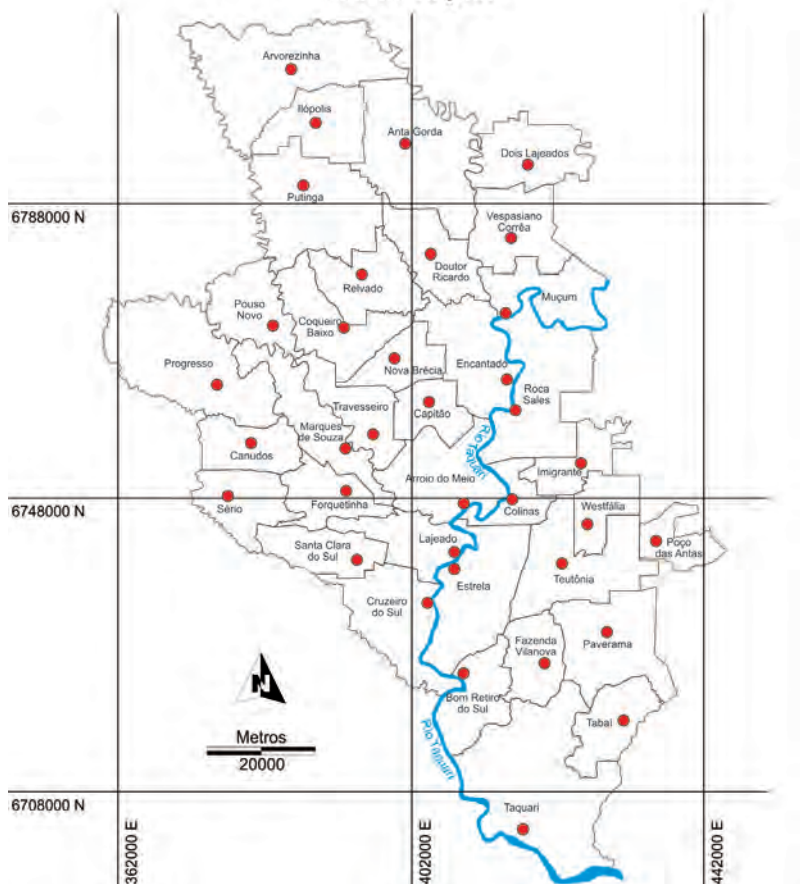 Arvorezinha
Ilópolis
Anta Gorda
Dois Lajeados
Putinga
6788000 N
Vespasiano
Corrêa
Doutor
Ricardo
Relvado
Muçum
Pouso
Novo
Coqueiro
Baixo
Progresso
Nova Brécia
Encantado
Roca
Sales
Travesseiro
Capitão
Marques
de Souza
Canudos
Rio Taquari
Arroio do Meio
Imigrante
6748000 N
Sério
Forquetinha
Colinas
Westfália
Santa Clara
do Sul
Lajeado
Poço
das Antas
Estrela
Teutônia
Cruzeiro
do Sul
Fazenda
Vilanova
Paverama
N
Bom Retiro
do Sul
Tabaí
Metros
20000
Rio Taquari
6708000 N
Taquari
362000 E
402000 E
442000 E